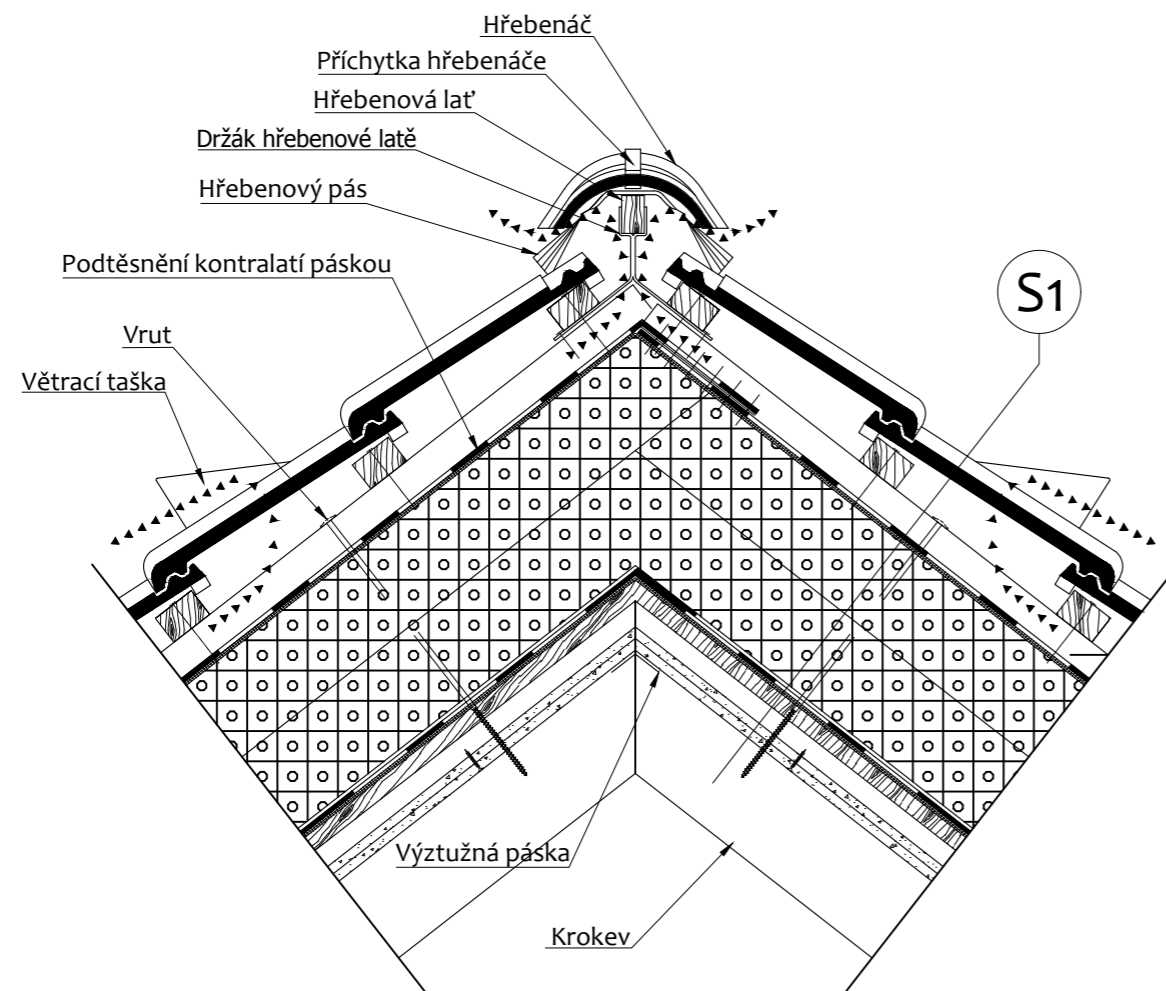 Hřebenáč
Příchytka hřebenáče
Hřebenová lať
Držák hřebenové latě
Hřebenový pás
Podtěsnění kontralatí páskou
S1
Vrut
Větrací taška
Výztužná páska
Krokev